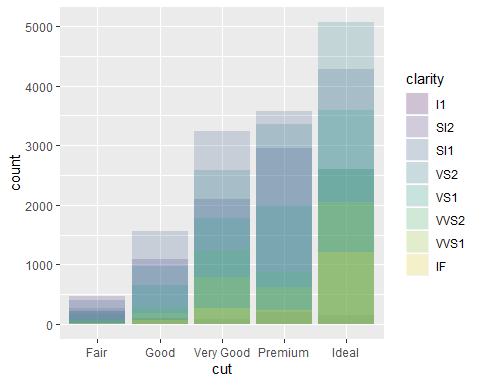 5000
4000
3000
2000
1000
0
count
Fair
Good
Very Good
Premium
Ideal
cut
clarity
I1
SI2
SI1
VS2
VS1
VVS2
VVS1
IF